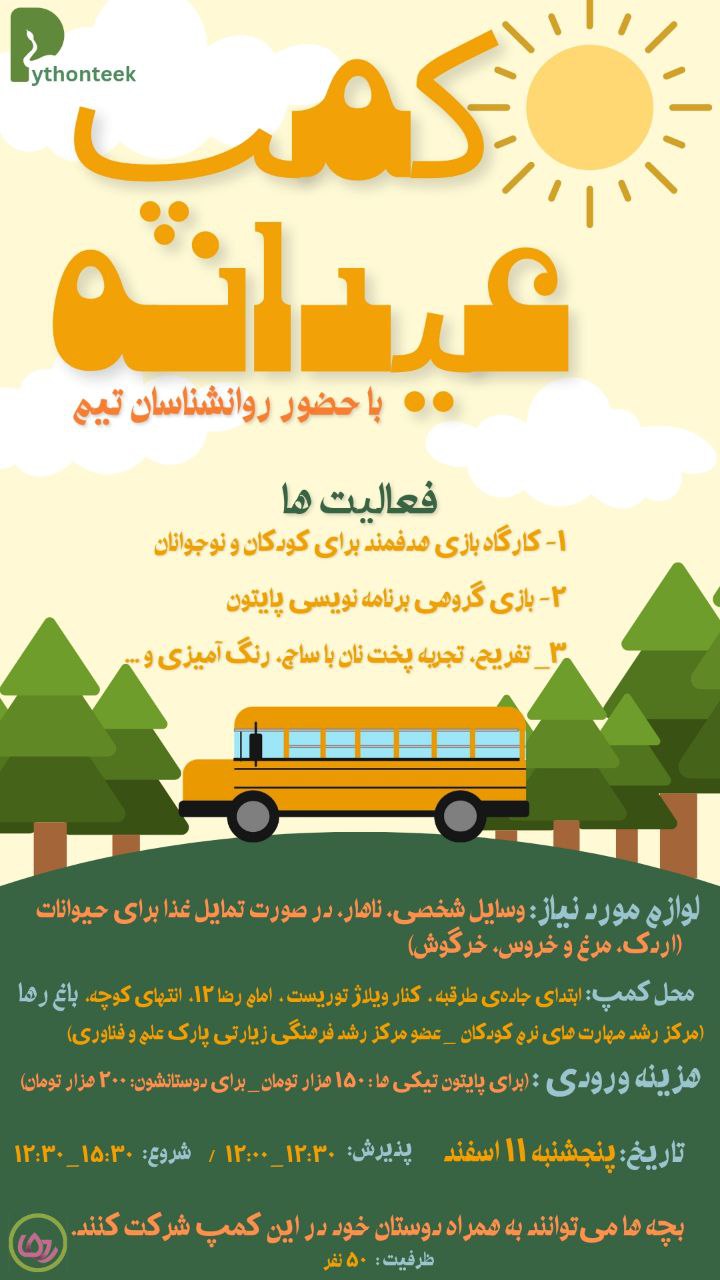 Pythonteek
کمپ
عیدانه
با حضور روانشناسان تیم
فعالیت ها
۱- کارگاه بازی هدفمند برای کودکان و نوجوانان
۲- بازی گروهی برنامه نویسی پایتون
۳_ تفریح، تجربه پخت نان با ساج، رنگ آمیزی و ...
لوازم مورد نیاز: وسایل شخصی، ناهار، در صورت تمایل غذا برای حیوانات
(اردک، مرغ و خروس، خرگوش)
محل کمپ: ابتدای جاده‌ی طرقبه ، کنار ویلاژ توریست ، امام رضا ۱۲، انتهای کوچه، باغ رها
(مرکز رشد مهارت های نرم کودکان _ عضو مرکز رشد فرهنگی زیارتی پارک علم و فناوری)
هزینه ورودی : (برای پایتون تیکی ها : ۱۵۰ هزار تومان_ برای دوستانشون: ۲۰۰ هزار تومان)
تاریخ: پنجشنبه ۱۱ اسفند پذیرش: ۱۲:۳۰_۱۲:۰۰ / شروع: ۱۵:۳۰_۱۲:۳۰
بچه ها می‌توانند به همراه دوستان خود در این کمپ شرکت کنند.
ظرفیت : ۵۰ نفر
رها